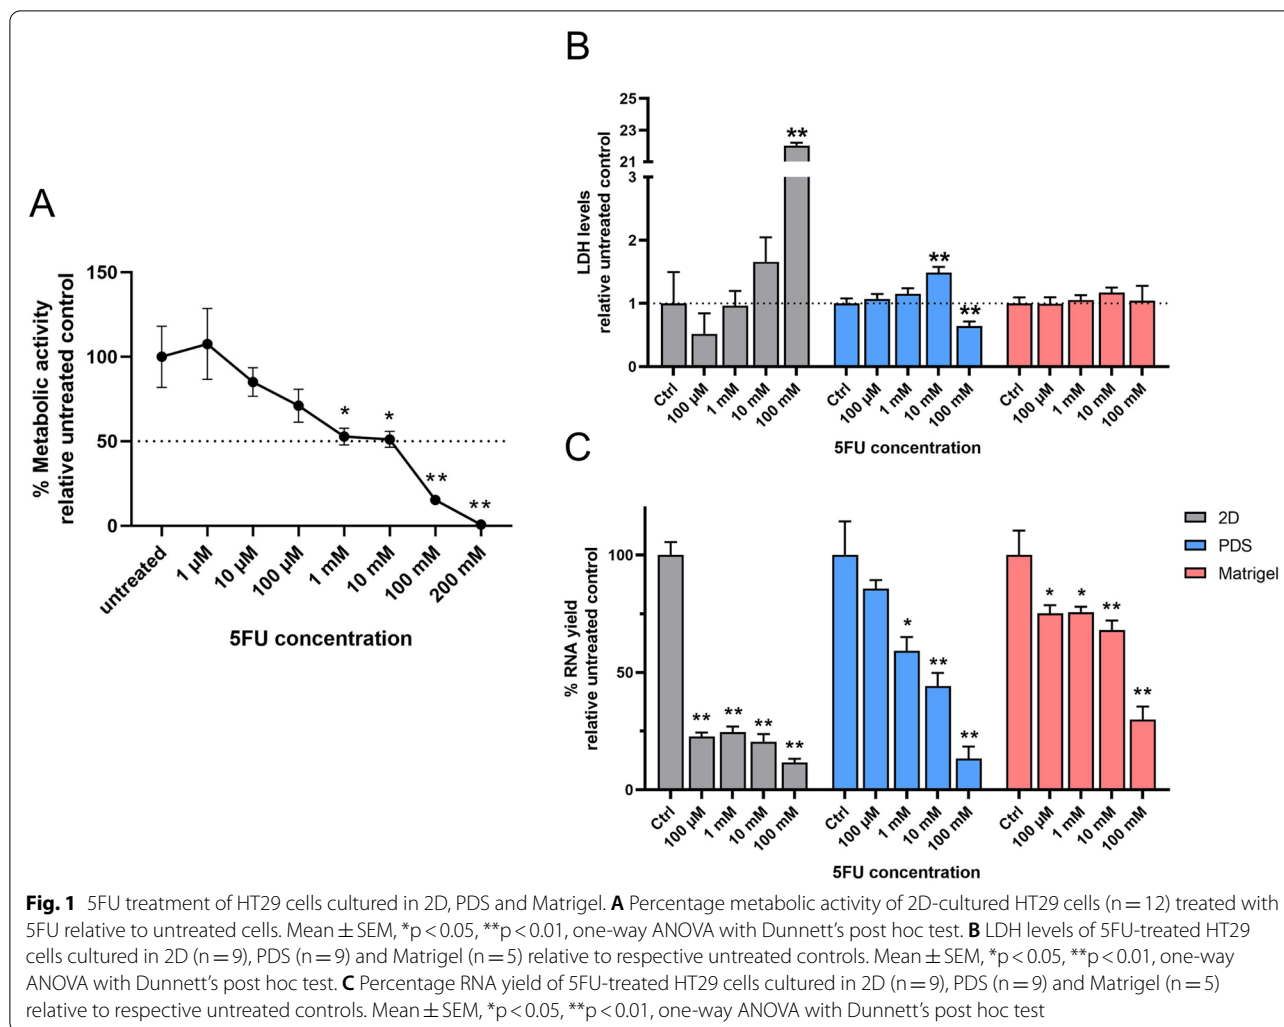 A
% Metabolic activity
relative untreated control
150
100
50
0
* * ** **
untreated 1 µM 10 µM 100 µM 1 mM 10 mM 100 mM 200 mM
5FU concentration
B
LDH levels
relative untreated control
25
23
21
3
2
1
0
** ** **
Ctrl 100 µM 1 mM 10 mM 100 mM Ctrl 100 µM 1 mM 10 mM 100 mM Ctrl 100 µM 1 mM 10 mM 100 mM
5FU concentration
C
% RNA yield
relative untreated control
100
50
0
** ** ** ** * ** ** * * ** **
Ctrl 100 µM 1 mM 10 mM 100 mM Ctrl 100 µM 1 mM 10 mM 100 mM Ctrl 100 µM 1 mM 10 mM 100 mM
5FU concentration
2D
PDS
Matrigel
Fig. 1 5FU treatment of HT29 cells cultured in 2D, PDS and Matrigel. A Percentage metabolic activity of 2D-cultured HT29 cells (n = 12) treated with
5FU relative to untreated cells. Mean ± SEM, *p < 0.05, **p < 0.01, one-way ANOVA with Dunnett’s post hoc test. B LDH levels of 5FU-treated HT29
cells cultured in 2D (n = 9), PDS (n = 9) and Matrigel (n = 5) relative to respective untreated controls. Mean ± SEM, *p < 0.05, **p < 0.01, one-way
ANOVA with Dunnett’s post hoc test. C Percentage RNA yield of 5FU-treated HT29 cells cultured in 2D (n = 9), PDS (n = 9) and Matrigel (n = 5)
relative to respective untreated controls. Mean ± SEM, *p < 0.05, **p < 0.01, one-way ANOVA with Dunnett’s post hoc test